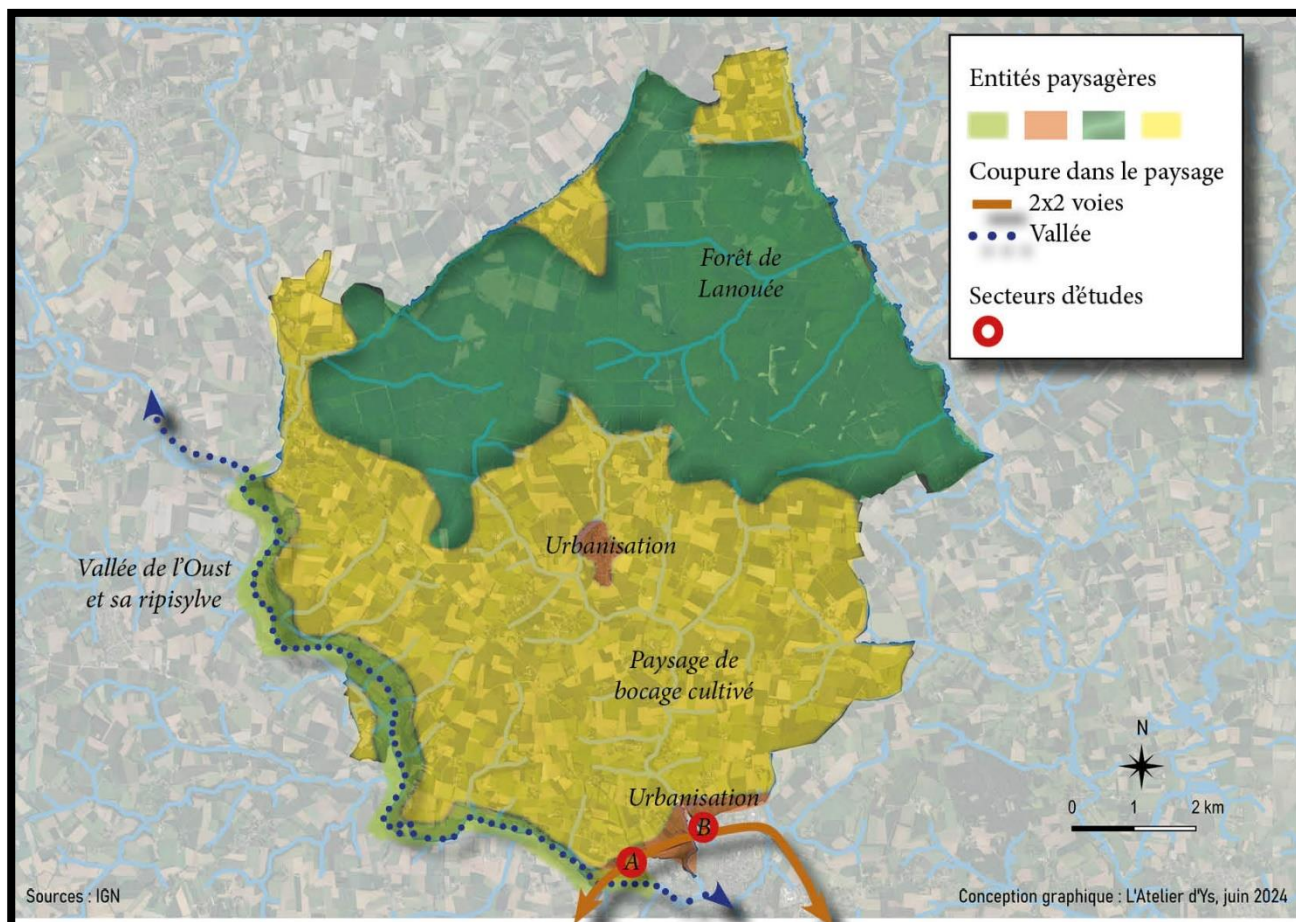 Entités paysagères
Coupure dans le paysage
2x2 voies
Vallée
Secteurs d'études
Forêt de
Lanouée
Urbanisation
Vallée de l'Oust
et sa ripisylve
Paysage de
bocage cultivé
N
Urbanisation
0 1 2 km
B
A
Sources : IGN
Conception graphique : L'Atelier d'Ys, juin 2024